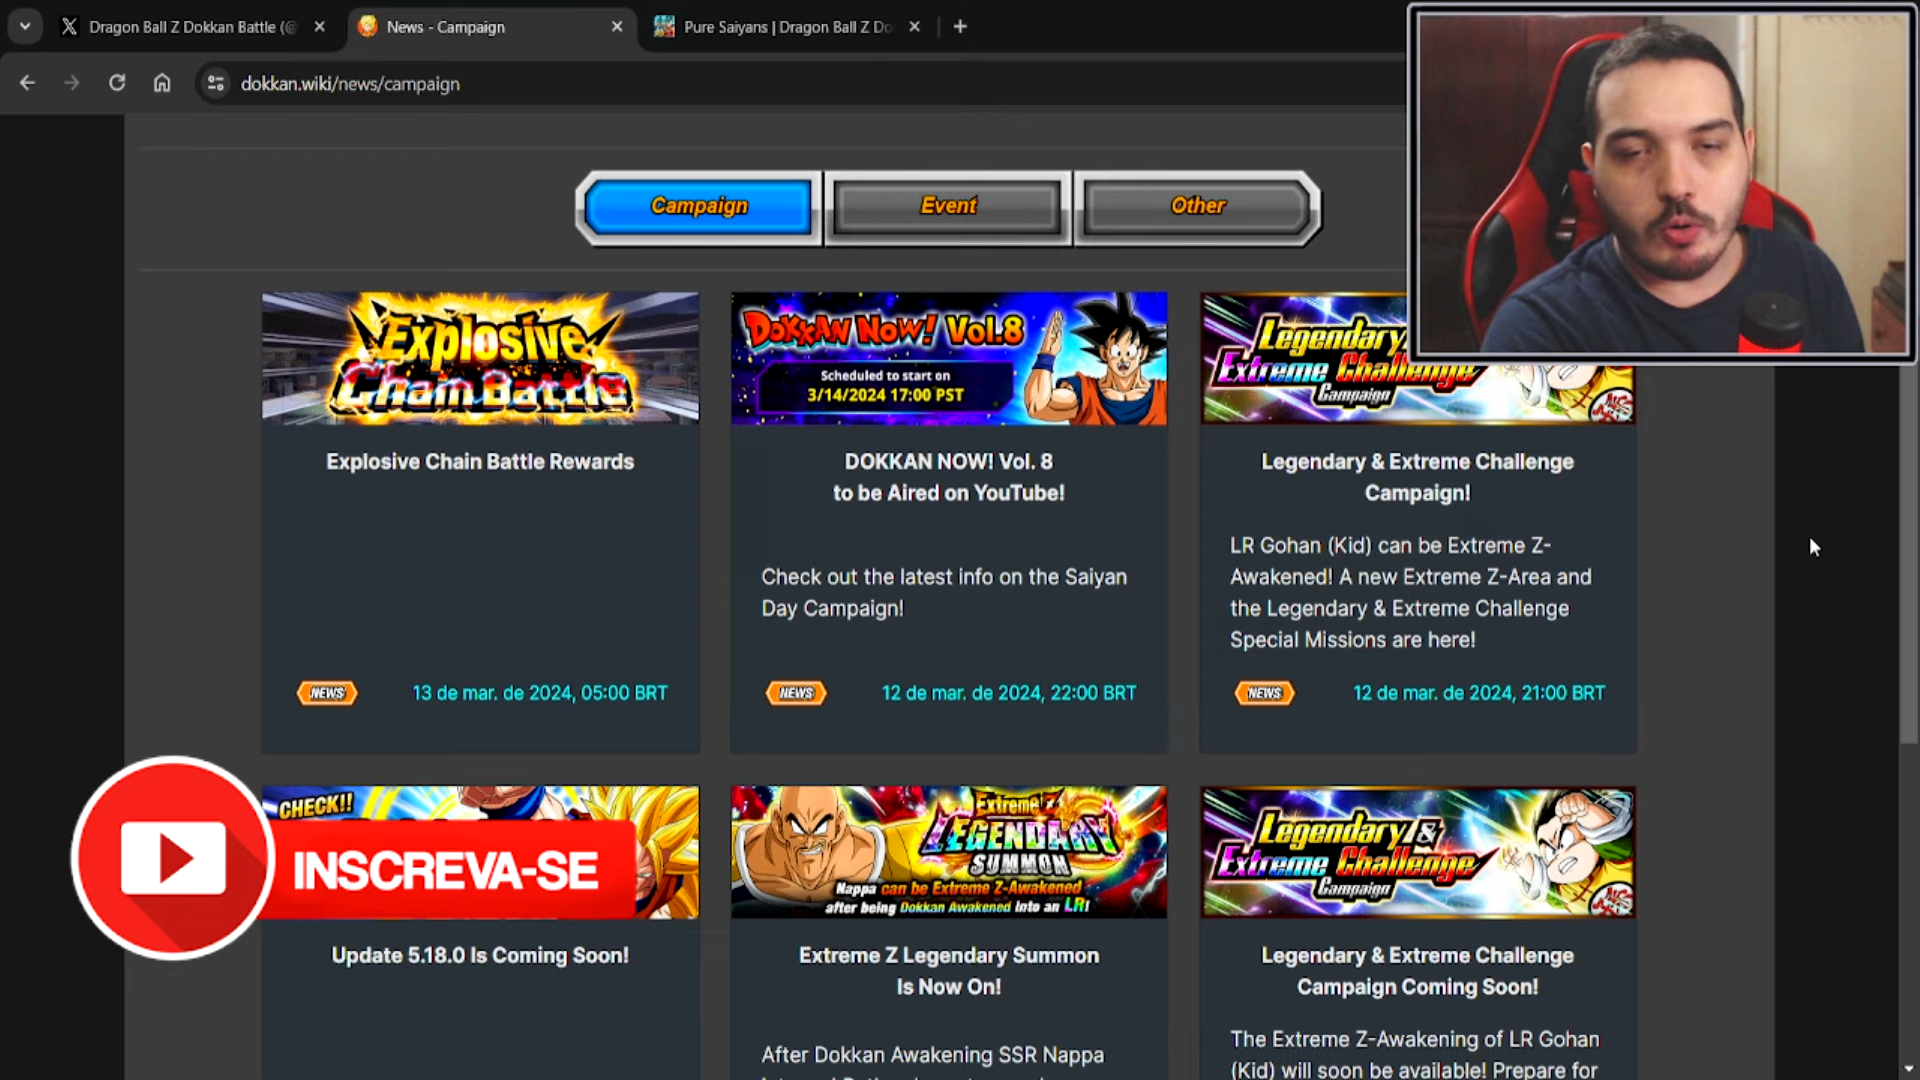 Dragon Ball Z Dokkan Battle (@
News - Campaign
Pure Saiyans | Dragon Ball Z Do
dokkan.wiki/news/campaign
Campaign
Event
Other
Explosive
Chain Battle
DOKKAN NOW! VOL.8
Scheduled to start on
3/14/2024 17:00 PST
Legendary
Extreme Challenge
Campaign
Explosive Chain Battle Rewards
DOKKAN NOW! Vol. 8
to be Aired on YouTube!
Legendary & Extreme Challenge
Campaign!
Check out the latest info on the Saiyan
Day Campaign!
LR Gohan (Kid) can be Extreme Z-
Awakened! A new Extreme Z-Area and
the Legendary & Extreme Challenge
Special Missions are here!
NEWS
13 de mar. de 2024, 05:00 BRT
NEWS
12 de mar. de 2024, 22:00 BRT
NEWS
12 de mar. de 2024, 21:00 BRT
CHECK!!
INSCREVA-SE
Extreme Z
LEGENDARY
SUMMON
Nappa can be Extreme Z-Awakened
after being Dokkan Awakened into an LR!
Legendary &
Extreme Challenge
Campaign
Update 5.18.0 Is Coming Soon!
Extreme Z Legendary Summon
Is Now On!
Legendary & Extreme Challenge
Campaign Coming Soon!
After Dokkan Awakening SSR Nappa
The Extreme Z-Awakening of LR Gohan
(Kid) will soon be available! Prepare for